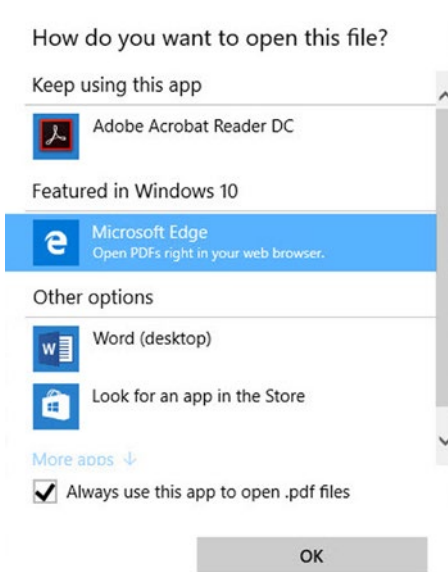 How do you want to open this file?
Keep using this app
Adobe Acrobat Reader DC
Featured in Windows 10
Microsoft Edge
Open PDFs right in your web browser.
Other options
Word (desktop)
Look for an app in the Store
More apps ↓
Always use this app to open .pdf files
OK